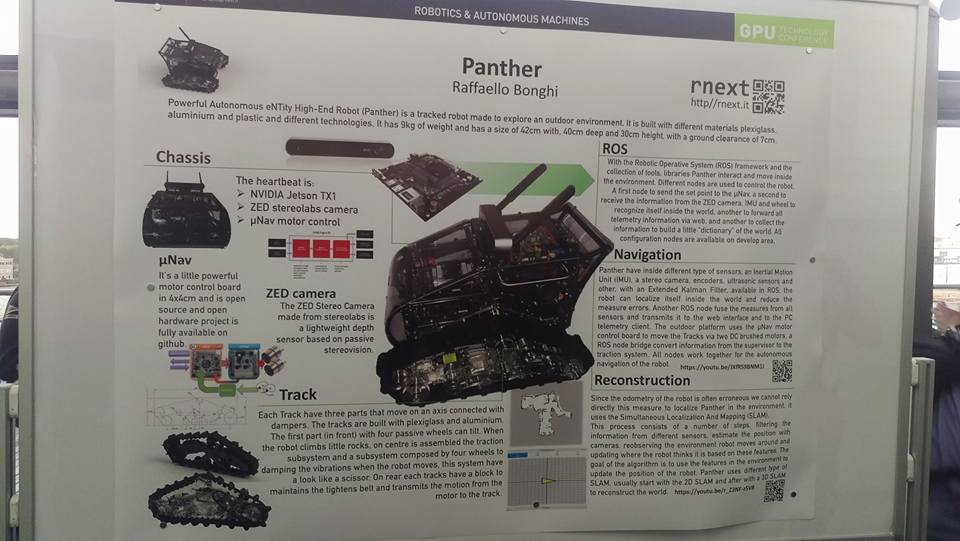 ROBOTICS & AUTONOMOUS MACHINES
GPU TECHNOLOGY
CONFERENCE
Panther
Raffaello Bonghi
rnext
http//rnext.it
Powerful Autonomous eNTity High-End Robot (Panther) is a tracked robot made to explore an outdoor environment. It is built with different materials plexiglass,
aluminium and plastic and different technologies. It has 9kg of weight and has a size of 42cm with, 40cm deep and 30cm height, with a ground clearance of 7cm.
Chassis
The heartbeat is:
NVIDIA Jetson TX1
ZED stereolabs camera
µNav motor control
µNav
It's a little powerful
motor control board
in 4x4cm and is open
source and open
hardware project is
fully available on
github.
ZED camera
The ZED Stereo Camera
made from stereolabs is
a lightweight depth
sensor based on passive
stereovision.
Track
Each Track have three parts that move on an axis connected with
dampers. The tracks are built with plexiglass and aluminium.
The first part (in front) with four passive wheels can tilt. When
the robot climbs little rocks, on centre is assembled the traction
subsystem and a subsystem composed by four wheels to
damping the vibrations when the robot moves, this system have
a look like a scissor. On rear each tracks have a block to
maintains the tightens belt and transmits the motion from the
motor to the track.
ROS
With the Robotic Operative System (ROS) framework and the
collection of tools, libraries Panther interact and move inside
the environment. Different nodes are used to control the robot.
A first node to send the set point to the µNav, a second to
receive the information from the ZED camera, IMU and wheel to
recognize itself inside the world, another to forward all
telemetry information via web, and another to collect the
information to build a little "dictionary" of the world. All
configuration nodes are available on develop area.
Navigation
Panther have inside different type of sensors, an Inertial Motion
Unit (IMU), a stereo camera, encoders, ultrasonic sensors and
other, with an Extended Kalman Filter, available in ROS, the
robot can localize itself inside the world and reduce the
measure errors. Another ROS node fuse the measures from all
sensors and transmits it to the web interface and to the PC
telemetry client. The outdoor platform uses the µNav motor
control board to move the Tracks via two DC brushed motors, a
ROS node bridge convert information from the supervisor to the
traction system. All nodes work together for the autonomous
navigation of the robot.
Reconstruction
Since the odometry of the robot is often erroneous we cannot rely
directly this measure to localize Panther in the environment, it
uses the Simultaneous Localization And Mapping (SLAM).
This process consists of a number of steps, filtering the
information from different sensors, estimate the position with
cameras, reobserving the environment robot moves around and
updating where the robot thinks it is based on these features. The
goal of algorithm is to use the features in the environment to
update the position of the robot. Panther uses different type of
SLAM, usually start with the 2D SLAM and after with a 3D SLAM
to reconstruct the world.